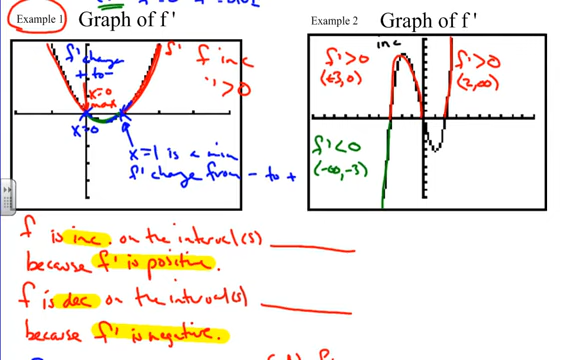 Example 1 Graph of f '
f' change
+ to -
x=0
max
x=0
f'
f inc
' >0
x=1 is a min
f' change from - to +
Example 2 Graph of f '
inc
f'>0
(-3,0)
f'>0
(2,∞)
f'<0
(-∞,-3)
f is inc. on the interval(s) ______
because f' is positive.
f is dec on the interval(s) ______
because f' is negative.